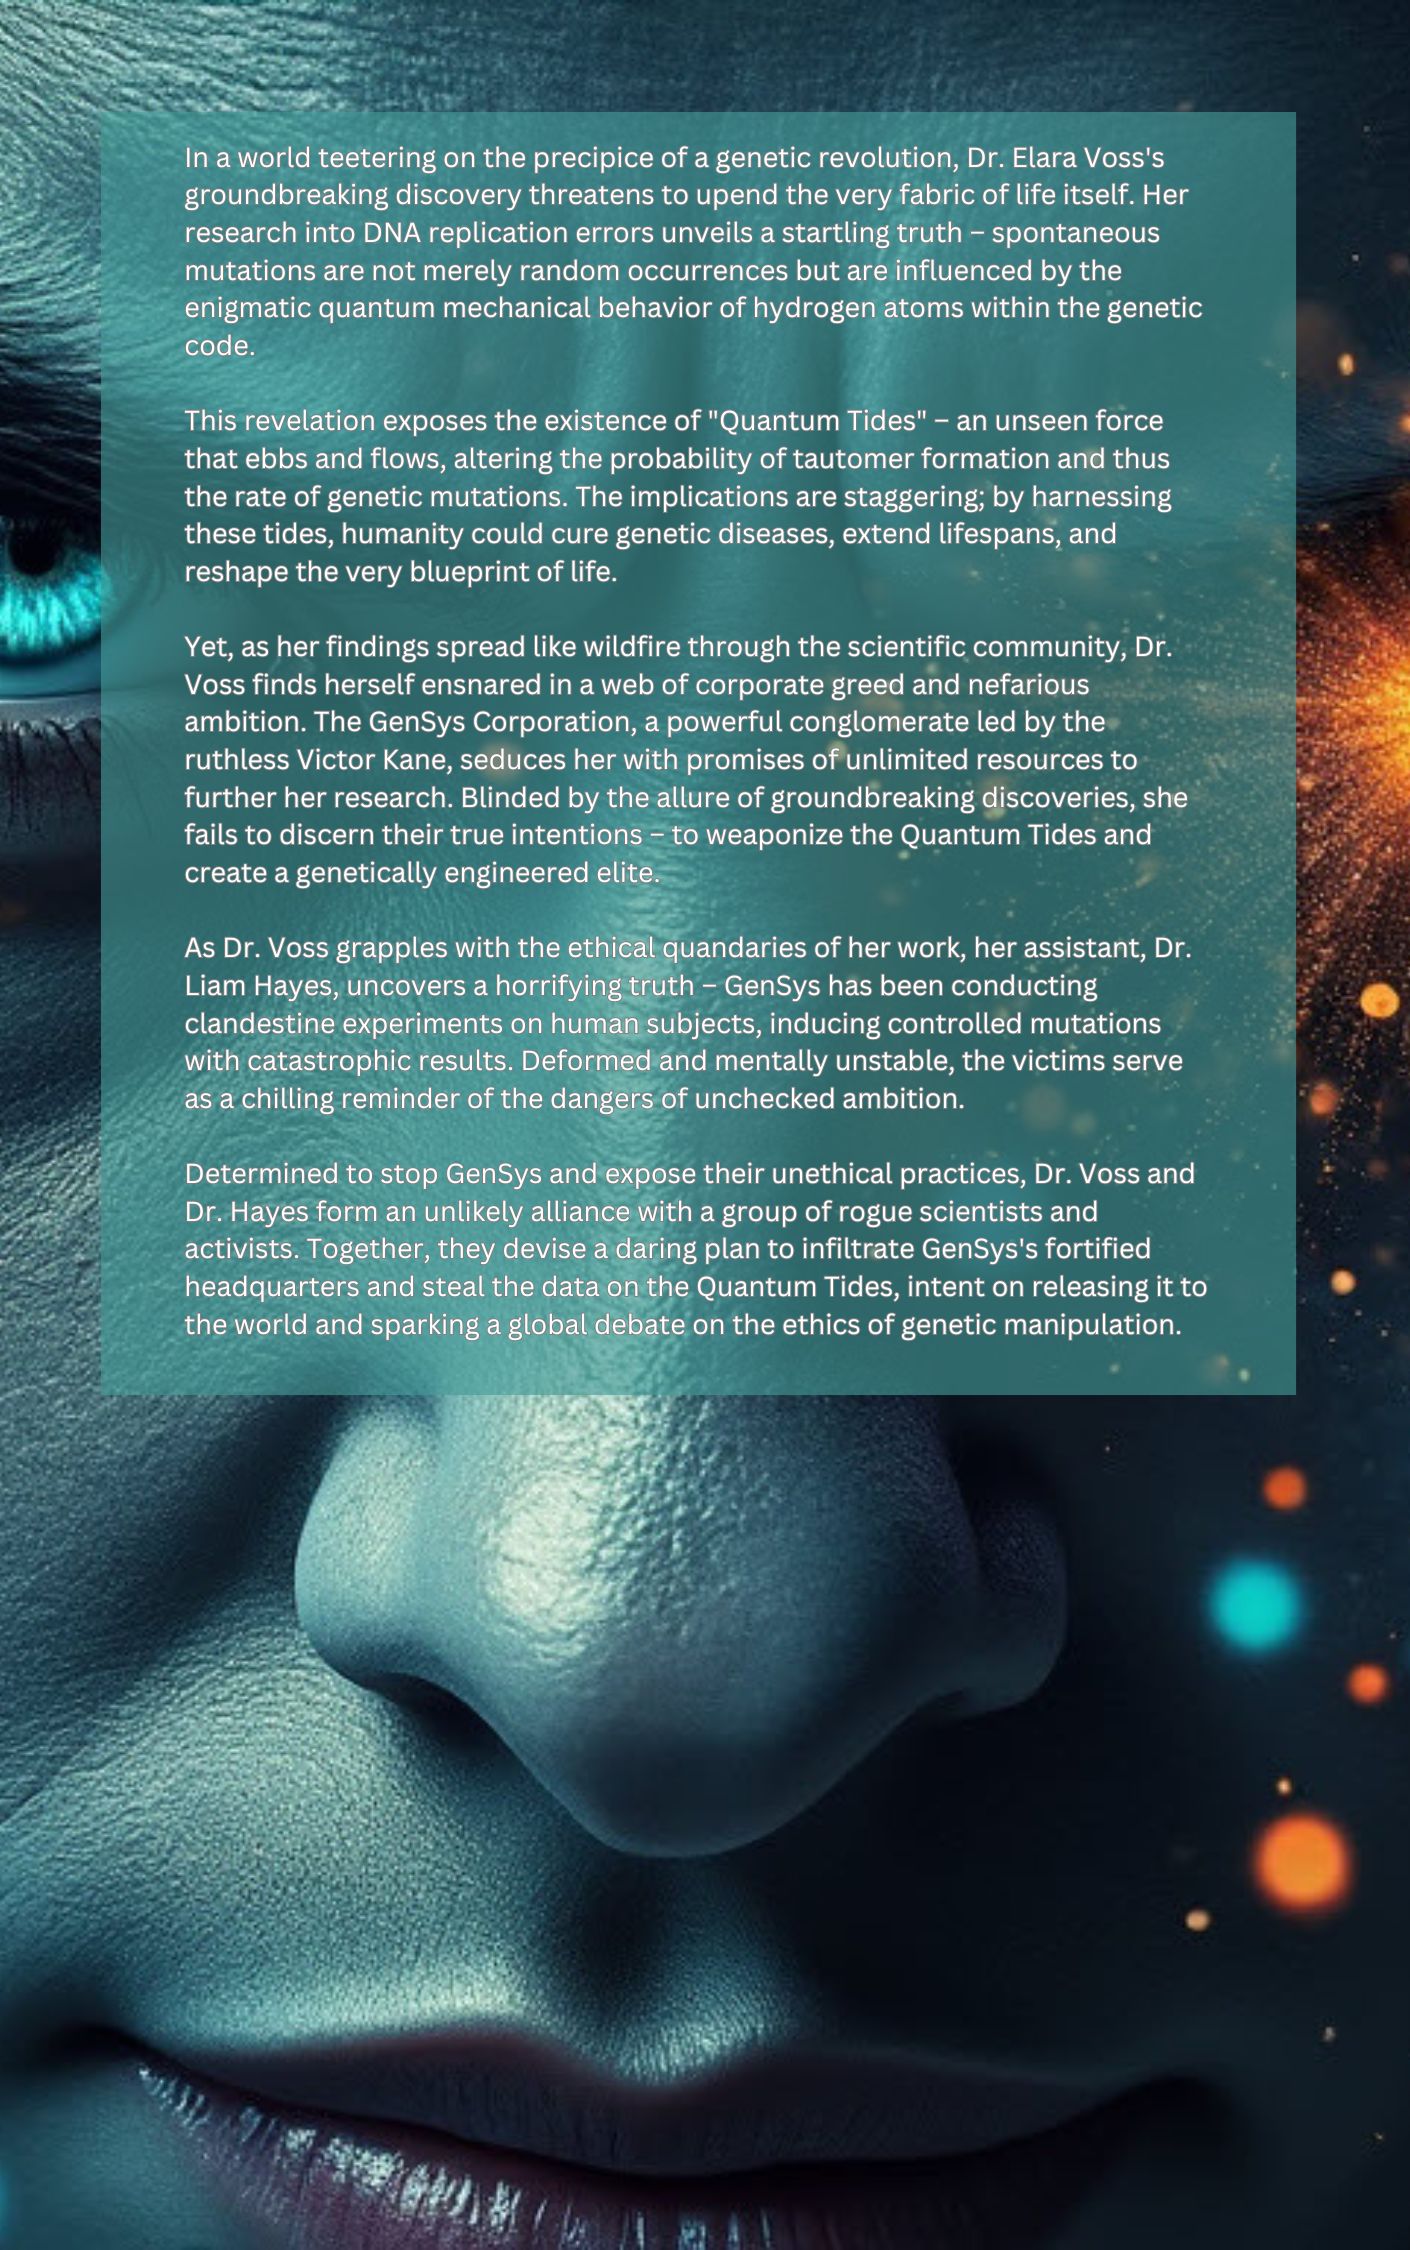 In a world teetering on the precipice of a genetic revolution, Dr. Elara Voss's
groundbreaking discovery threatens to upend the very fabric of life itself. Her
research into DNA replication errors unveils a startling truth – spontaneous
mutations are not merely random occurrences but are influenced by the
enigmatic quantum mechanical behavior of hydrogen atoms within the genetic
code.
This revelation exposes the existence of "Quantum Tides" – an unseen force
that ebbs and flows, altering the probability of tautomer formation and thus
the rate of genetic mutations. The implications are staggering; by harnessing
these tides, humanity could cure genetic diseases, extend lifespans, and
reshape the very blueprint of life.
Yet, as her findings spread like wildfire through the scientific community, Dr.
Voss finds herself ensnared in a web of corporate greed and nefarious
ambition. The GenSys Corporation, a powerful conglomerate led by the
ruthless Victor Kane, seduces her with promises of unlimited resources to
further her research. Blinded by the allure of groundbreaking discoveries, she
fails to discern their true intentions – to weaponize the Quantum Tides and
create a genetically engineered elite.
As Dr. Voss grapples with the ethical quandaries of her work, her assistant, Dr.
Liam Hayes, uncovers a horrifying truth – GenSys has been conducting
clandestine experiments on human subjects, inducing controlled mutations
with catastrophic results. Deformed and mentally unstable, the victims serve
as a chilling reminder of the dangers of unchecked ambition.
Determined to stop GenSys and expose their unethical practices, Dr. Voss and
Dr. Hayes form an unlikely alliance with a group of rogue scientists and
activists. Together, they devise a daring plan to infiltrate GenSys's fortified
headquarters and steal the data on the Quantum Tides, intent on releasing it to
the world and sparking a global debate on the ethics of genetic manipulation.